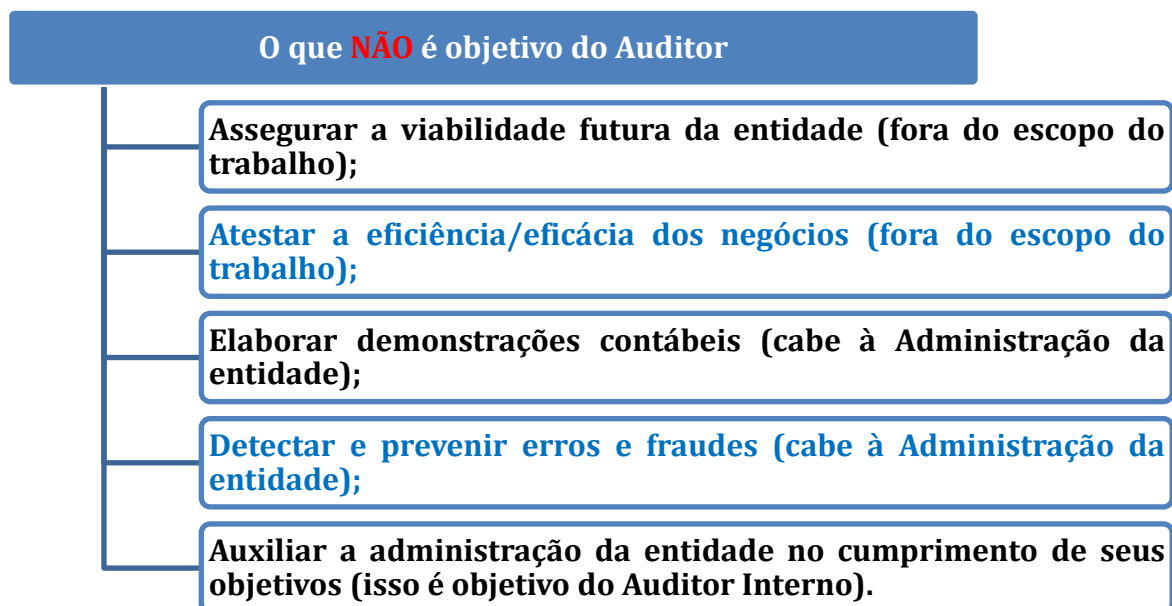 O que NÃO é objetivo do Auditor
Assegurar a viabilidade futura da entidade (fora do escopo do
trabalho);
Atestar a eficiência/eficácia dos negócios (fora do escopo do
trabalho);
Elaborar demonstrações contábeis (cabe à Administração da
entidade);
Detectar e prevenir erros e fraudes (cabe à Administração da
entidade);
Auxiliar a administração da entidade no cumprimento de seus
objetivos (isso é objetivo do Auditor Interno).